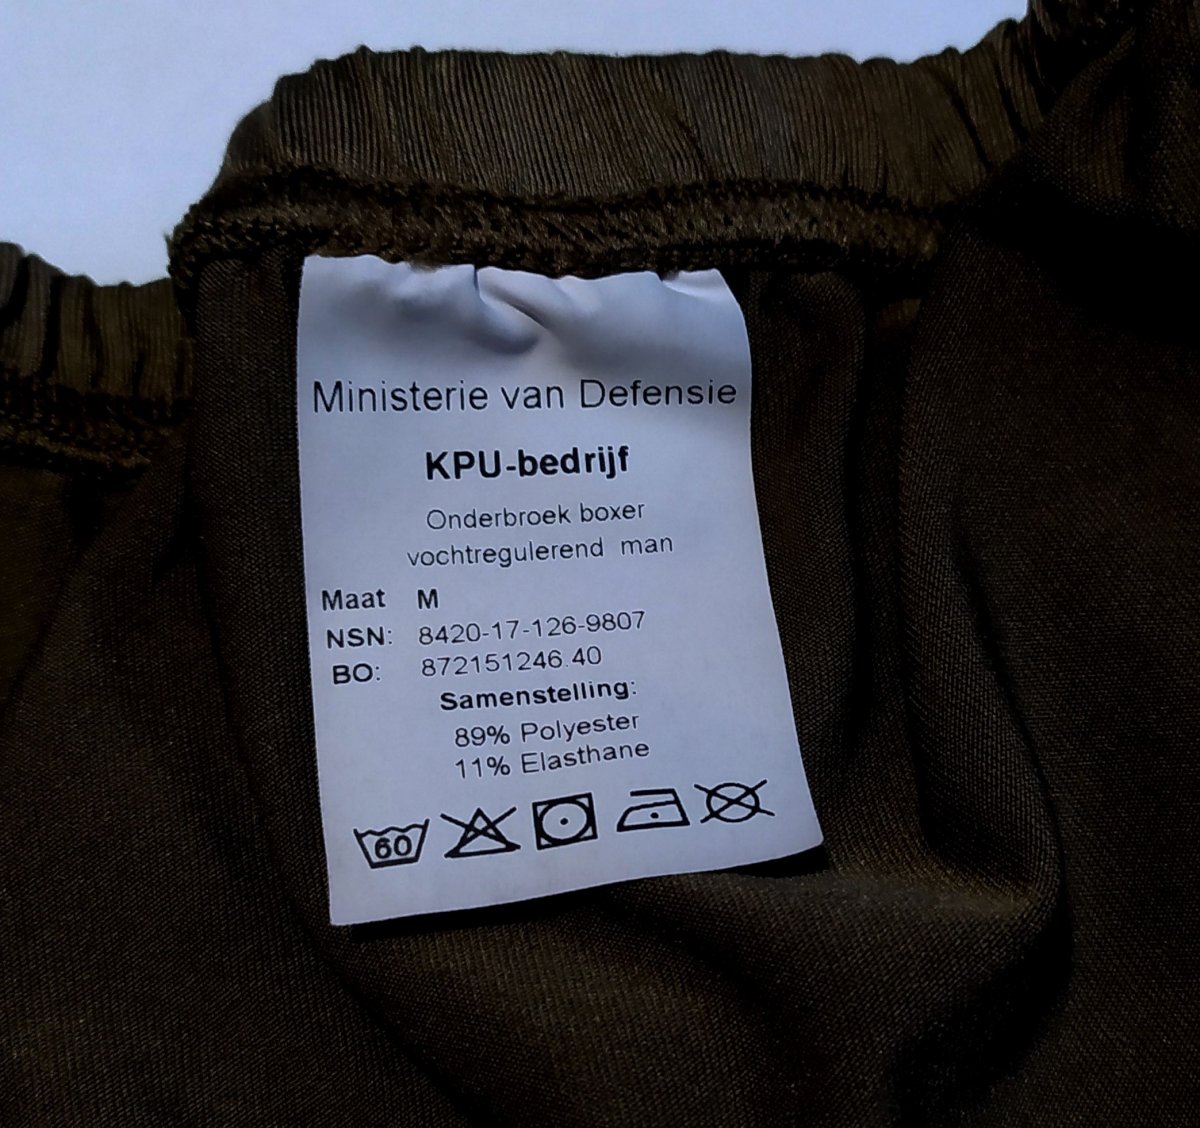 Ministerie van Defensie
KPU-bedrijf
Onderbroek boxer
vochtregulerend man
Maat M
NSN: 8420-17-126-9807
BO: 872151246.40
Samenstelling:
89% Polyester
11% Elasthane
60